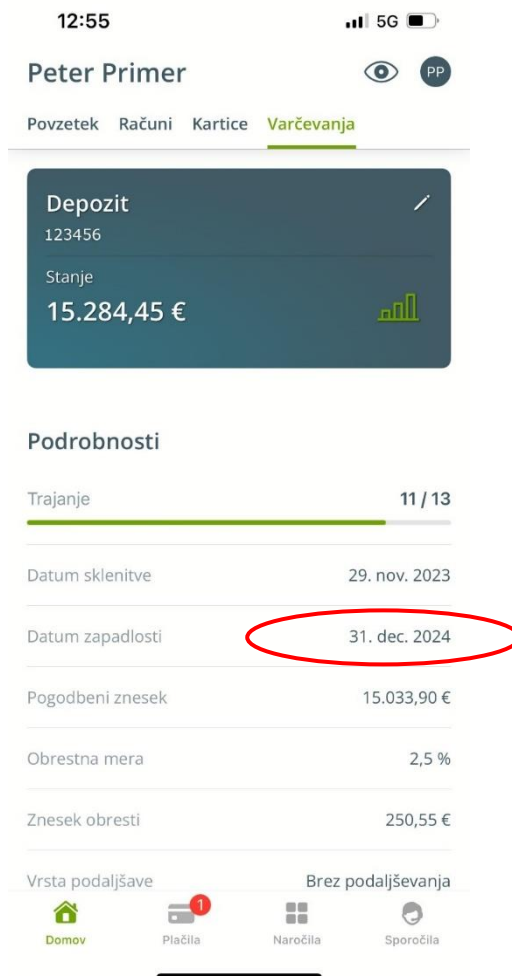 12:55 5G
Peter Primer PP
Povzetek Računi Kartice Varčevanja
Depozit
123456
Stanje
15.284,45 €
Podrobnosti
Trajanje 11 / 13
Datum sklenitve 29. nov. 2023
Datum zapadlosti 31. dec. 2024
Pogodbeni znesek 15.033,90 €
Obrestna mera 2,5 %
Znesek obresti 250,55 €
Vrsta podaljšave Brez podaljševanja
1
Domov Plačila Naročila Sporočila